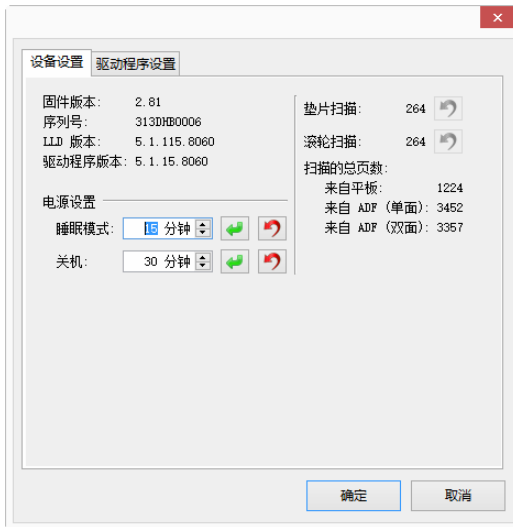 设备设置 驱动程序设置
固件版本: 2.81
序列号: 313DHB0006
LLD 版本: 5.1.115.8060
驱动程序版本: 5.1.15.8060
电源设置
睡眠模式: 15 分钟
关机: 30 分钟
垫片扫描: 264
滚轮扫描: 264
扫描的总页数:
来自平板: 1224
来自 ADF (单面): 3452
来自 ADF (双面): 3357
确定 取消